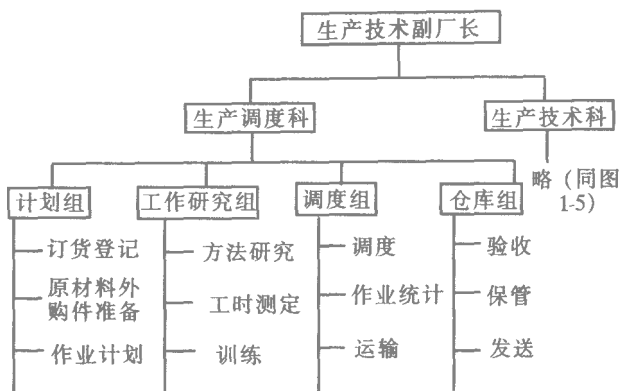 生产技术副厂长
生产调度科
生产技术科
略（同图
1-5）
计划组
工作研究组
调度组
仓库组
订货登记
原材料外
购件准备
作业计划
方法研究
工时测定
训练
调度
作业统计
运输
验收
保管
发送